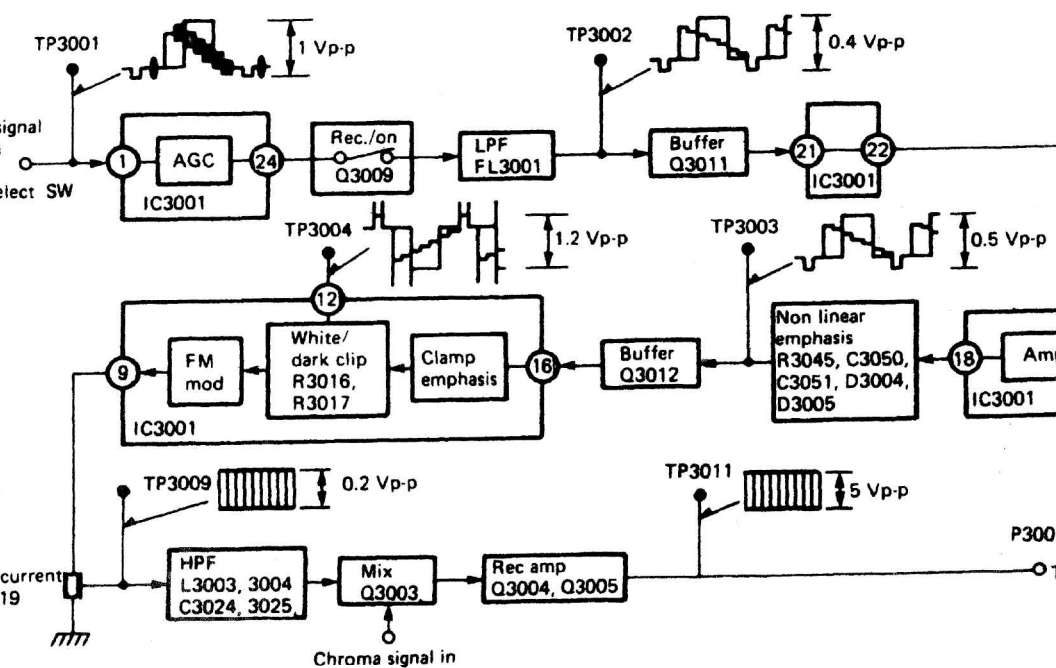 TP3001
1 Vp-p
TP3002
0.4 Vp-p
signal
elect SW
1
AGC
24
IC3001
Rec./on
Q3009
LPF
FL3001
Buffer
Q3011
21
22
IC3001
TP3004
1.2 Vp-p
TP3003
0.5 Vp-p
12
9
FM
mod
White/
dark clip
R3016,
R3017
Clamp
emphasis
16
IC3001
Buffer
Q3012
Non linear
emphasis
R3045, C3050,
C3051, D3004,
D3005
18
Am
IC3001
TP3009
0.2 Vp-p
TP3011
5 Vp-p
P300
current
19
HPF
L3003, 3004
C3024, 3025
Mix
Q3003
Rec amp
Q3004, Q3005
T
Chroma signal in